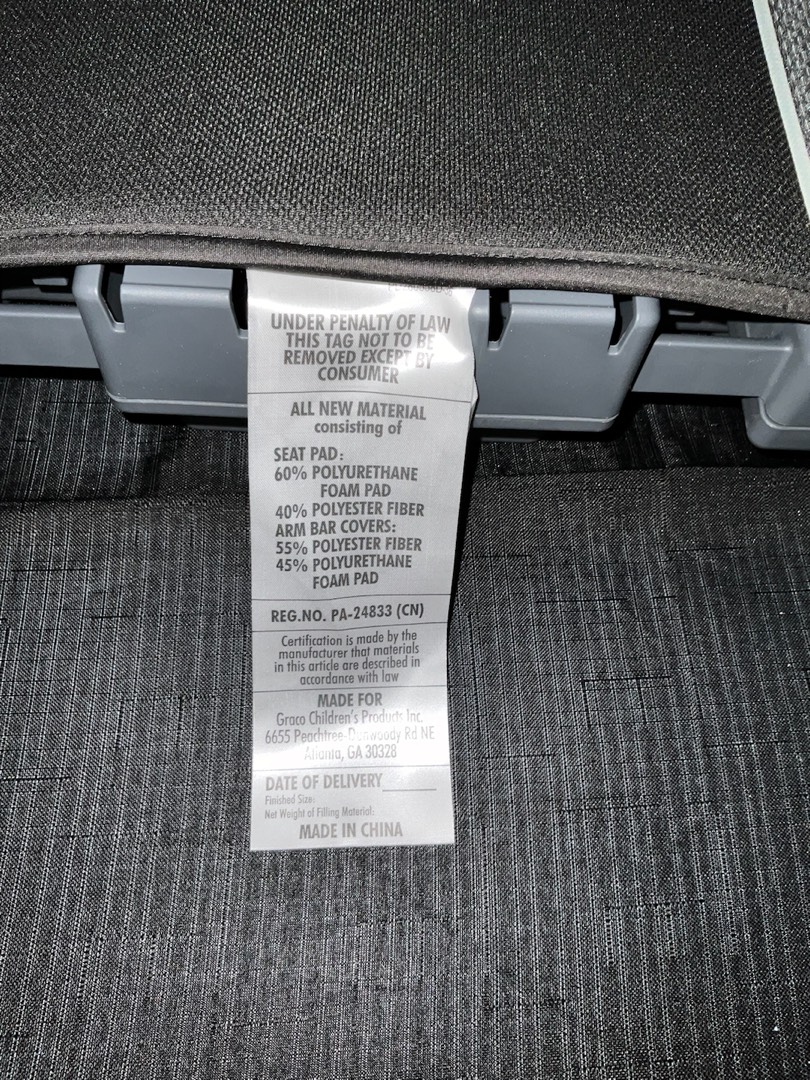 UNDER PENALTY OF LAW
THIS TAG NOT TO BE
REMOVED EXCEPT BY
CONSUMER
ALL NEW MATERIAL
consisting of
SEAT PAD:
60% POLYURETHANE
FOAM PAD
40% POLYESTER FIBER
ARM BAR COVERS:
55% POLYESTER FIBER
45% POLYURETHANE
FOAM PAD
REG.NO. PA-24833 (CN)
Certification is made by the
manufacturer that materials
in this article are described in
accordance with law
MADE FOR
Graco Children's Products Inc.
6655 Peachtree-Dunwoody Rd NE
Atlanta, GA 30328
DATE OF DELIVERY______
Finished Size:
Net Weight of Filling Material:
MADE IN CHINA